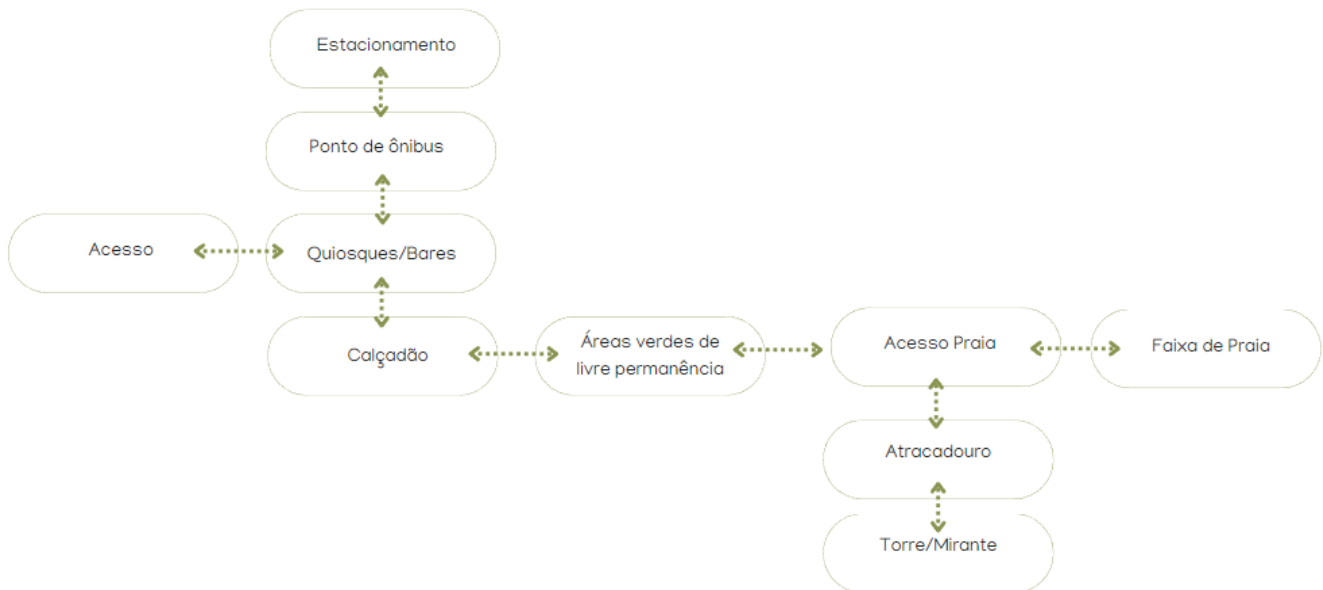 Estacionamento
Ponto de ônibus
Acesso
Quiosques/Bares
Calçadão
Áreas verdes de
livre permanência
Acesso Praia
Faixa de Praia
Atracadouro
Torre/Mirante